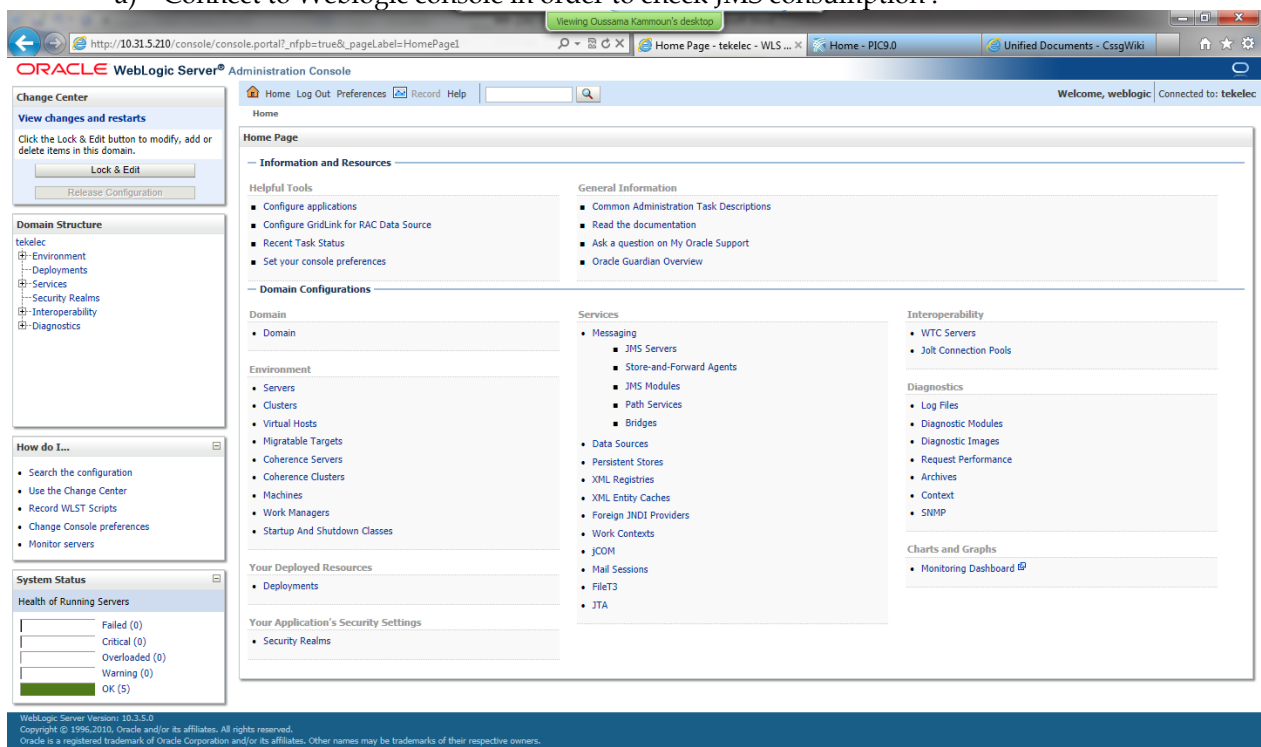 a) Connect to Weblogic console in order to check JMS consumption :
Viewing Oussama Kammoun's desktop
http://10.31.5.210/console/console.portal?_nfpb=true&_pageLabel=HomePage1
Home Page - tekelec - WLS ...
Home - PIC9.0
Unified Documents - CssgWiki
ORACLE WebLogic Server® Administration Console
Change Center
View changes and restarts
Click the Lock & Edit button to modify, add or
delete items in this domain.
Lock & Edit
Release Configuration
Domain Structure
tekelec
Environment
Deployments
Services
Security Realms
Interoperability
Diagnostics
How do I...
Search the configuration
Use the Change Center
Record WLST Scripts
Change Console preferences
Monitor servers
System Status
Health of Running Servers
Failed (0)
Critical (0)
Overloaded (0)
Warning (0)
OK (5)
Home Log Out Preferences Record Help
Welcome, weblogic Connected to: tekelec
Home
Home Page
Information and Resources
Helpful Tools
Configure applications
Configure GridLink for RAC Data Source
Recent Task Status
Set your console preferences
General Information
Common Administration Task Descriptions
Read the documentation
Ask a question on My Oracle Support
Oracle Guardian Overview
Domain Configurations
Domain
Domain
Environment
Servers
Clusters
Virtual Hosts
Migratable Targets
Coherence Servers
Coherence Clusters
Machines
Work Managers
Startup And Shutdown Classes
Your Deployed Resources
Deployments
Your Application's Security Settings
Security Realms
Services
Messaging
JMS Servers
Store-and-Forward Agents
JMS Modules
Path Services
Bridges
Data Sources
Persistent Stores
XML Registries
XML Entity Caches
Foreign JNDI Providers
Work Contexts
jCOM
Mail Sessions
FileT3
JTA
Interoperability
WTC Servers
Jolt Connection Pools
Diagnostics
Log Files
Diagnostic Modules
Diagnostic Images
Request Performance
Archives
Context
SNMP
Charts and Graphs
Monitoring Dashboard
WebLogic Server Version: 10.3.5.0
Copyright © 1996,2010, Oracle and/or its affiliates. All rights reserved.
Oracle is a registered trademark of Oracle Corporation and/or its affiliates. Other names may be trademarks of their respective owners.